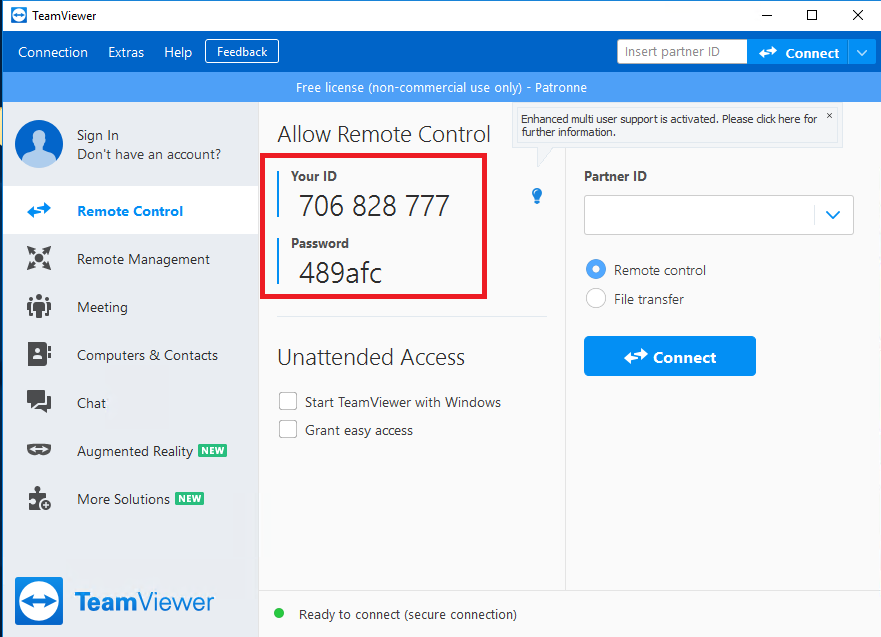 TeamViewer
Connection Extras Help Feedback Insert partner ID Connect
Free license (non-commercial use only) - Patronne
Sign In
Don't have an account?
Remote Control
Remote Management
Meeting
Computers & Contacts
Chat
Augmented Reality NEW
More Solutions NEW
TeamViewer
Allow Remote Control
Your ID
706 828 777
Password
489afc
Unattended Access
Start TeamViewer with Windows
Grant easy access
Enhanced multi user support is activated. Please click here for
further information.
Partner ID
Remote control
File transfer
Connect
Ready to connect (secure connection)